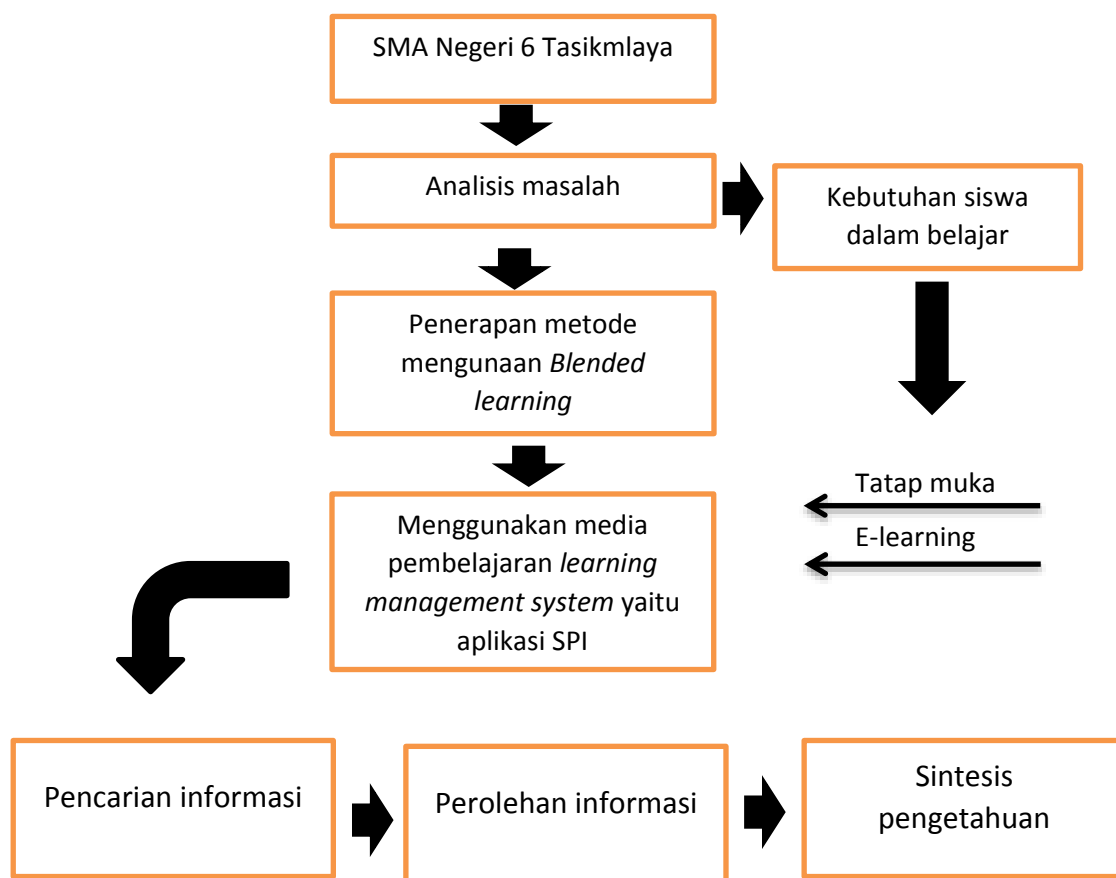 SMA Negeri 6 Tasikmlaya
Analisis masalah
Kebutuhan siswa
dalam belajar
Penerapan metode
mengunaan Blended
learning
Tatap muka
E-learning
Menggunakan media
pembelajaran learning
management system yaitu
aplikasi SPI
Pencarian informasi
Perolehan informasi
Sintesis
pengetahuan